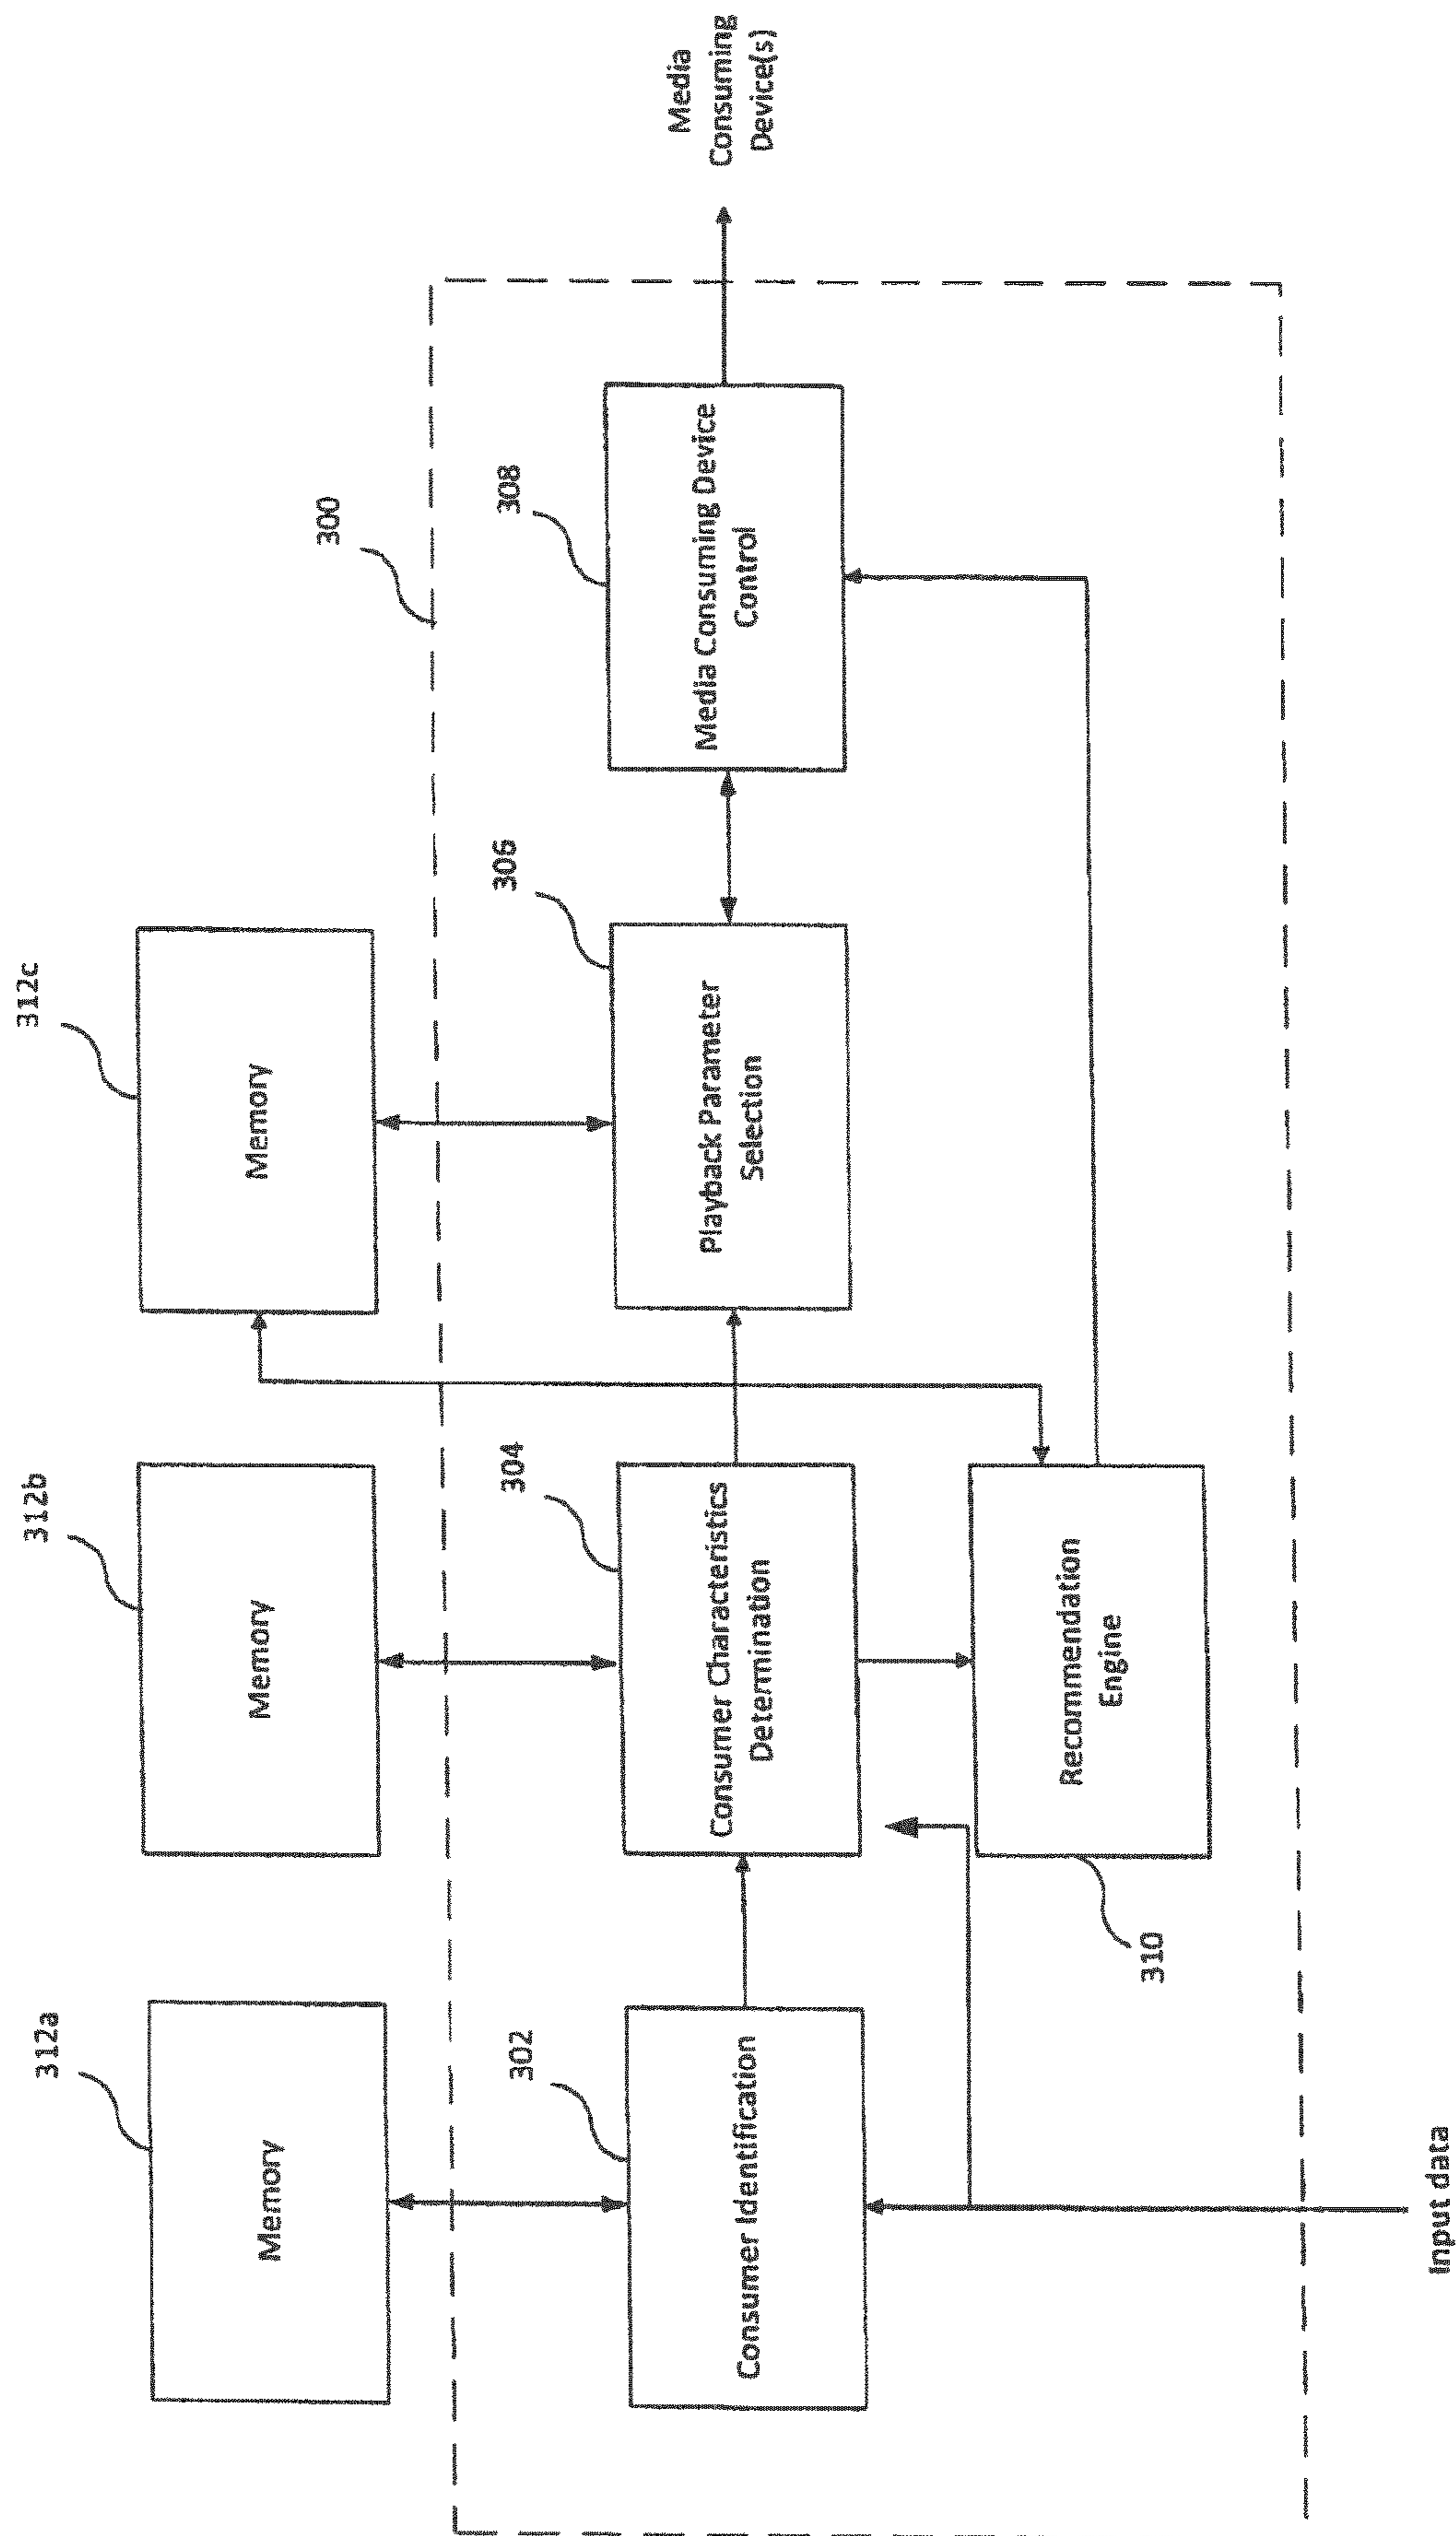 312a
312b
312c
Memory
Memory
Memory
300
302
304
306
308
Consumer Identification
Consumer Characteristics
Determination
Playback Parameter
Selection
Media Consuming Device
Control
Media
Consuming
Device(s)
Recommendation
Engine
310
Input data